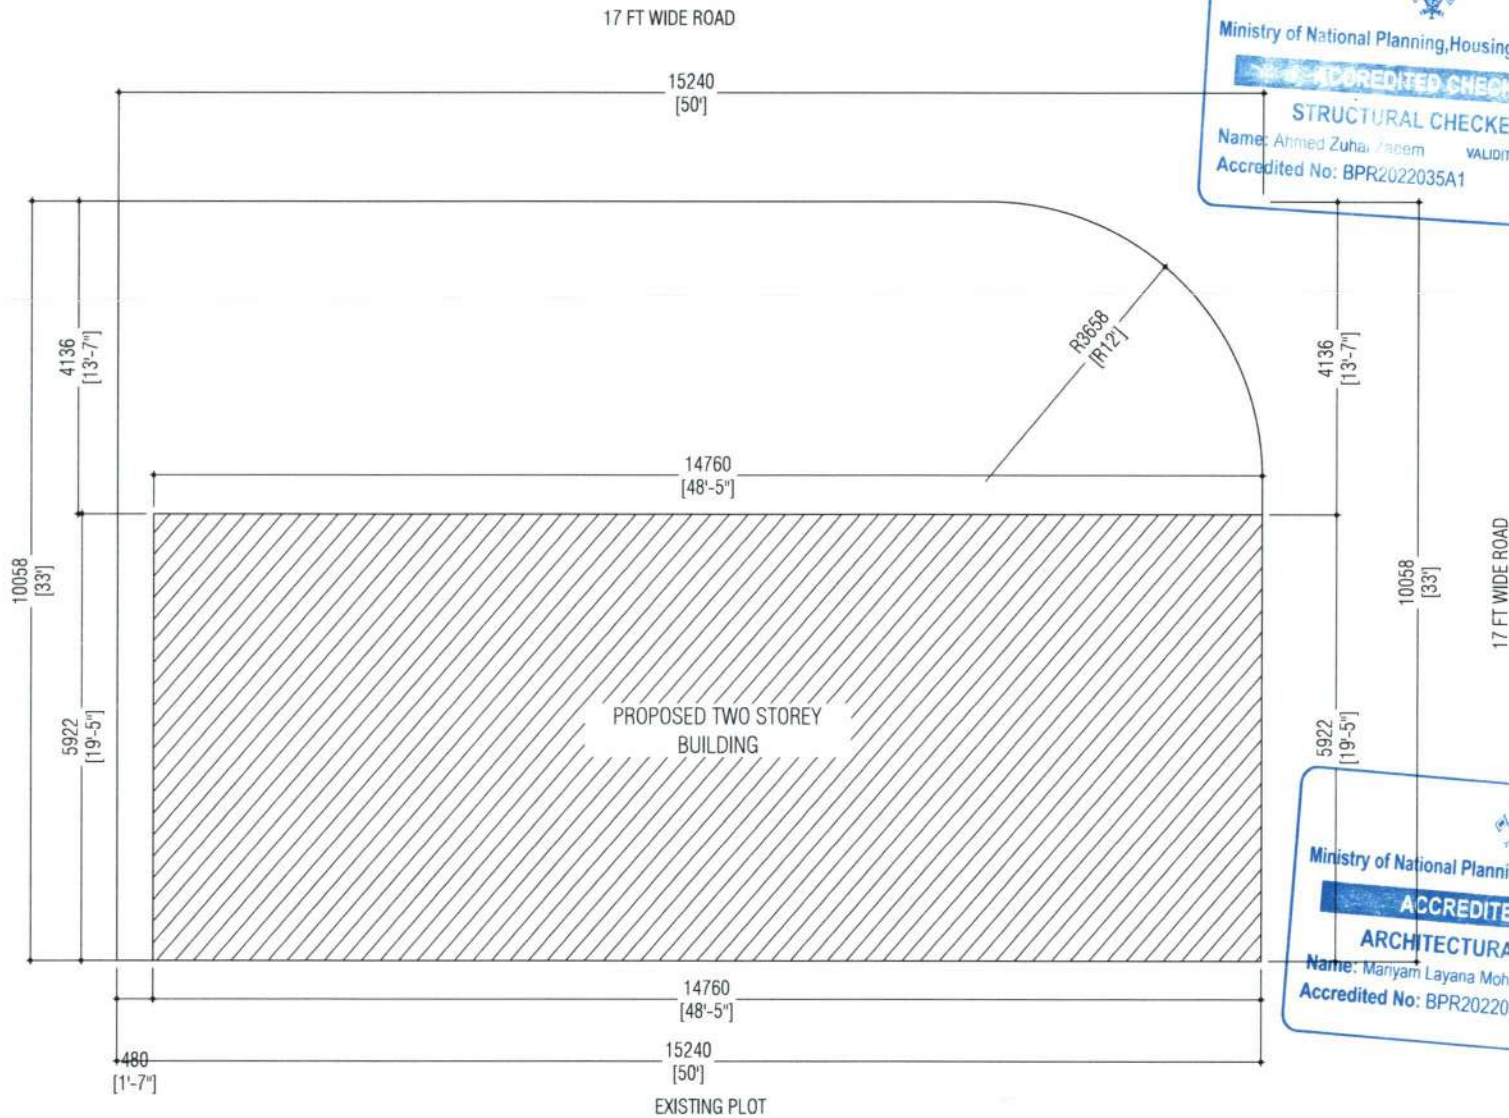 17 FT WIDE ROAD
15240
[50']
Ministry of National Planning,Housing
ACCREDITED CHECK
STRUCTURAL CHECKE
Name: Ahmed Zuhai
VALIDIT
Accredited No: BPR2022035A1
4136
[13'-7"]
R3658
[R12']
4136
[13'-7"]
14760
[48'-5"]
10058
[33']
10058
[33']
17 FT WIDE ROAD
5922
[19'-5"]
PROPOSED TWO STOREY
BUILDING
5922
[19'-5"]
Ministry of National Planni
ACCREDITE
ARCHITECTURA
Name: Mariyam Layana Moh
Accredited No: BPR20220
14760
[48'-5"]
480
[1'-7"]
15240
[50']
EXISTING PLOT